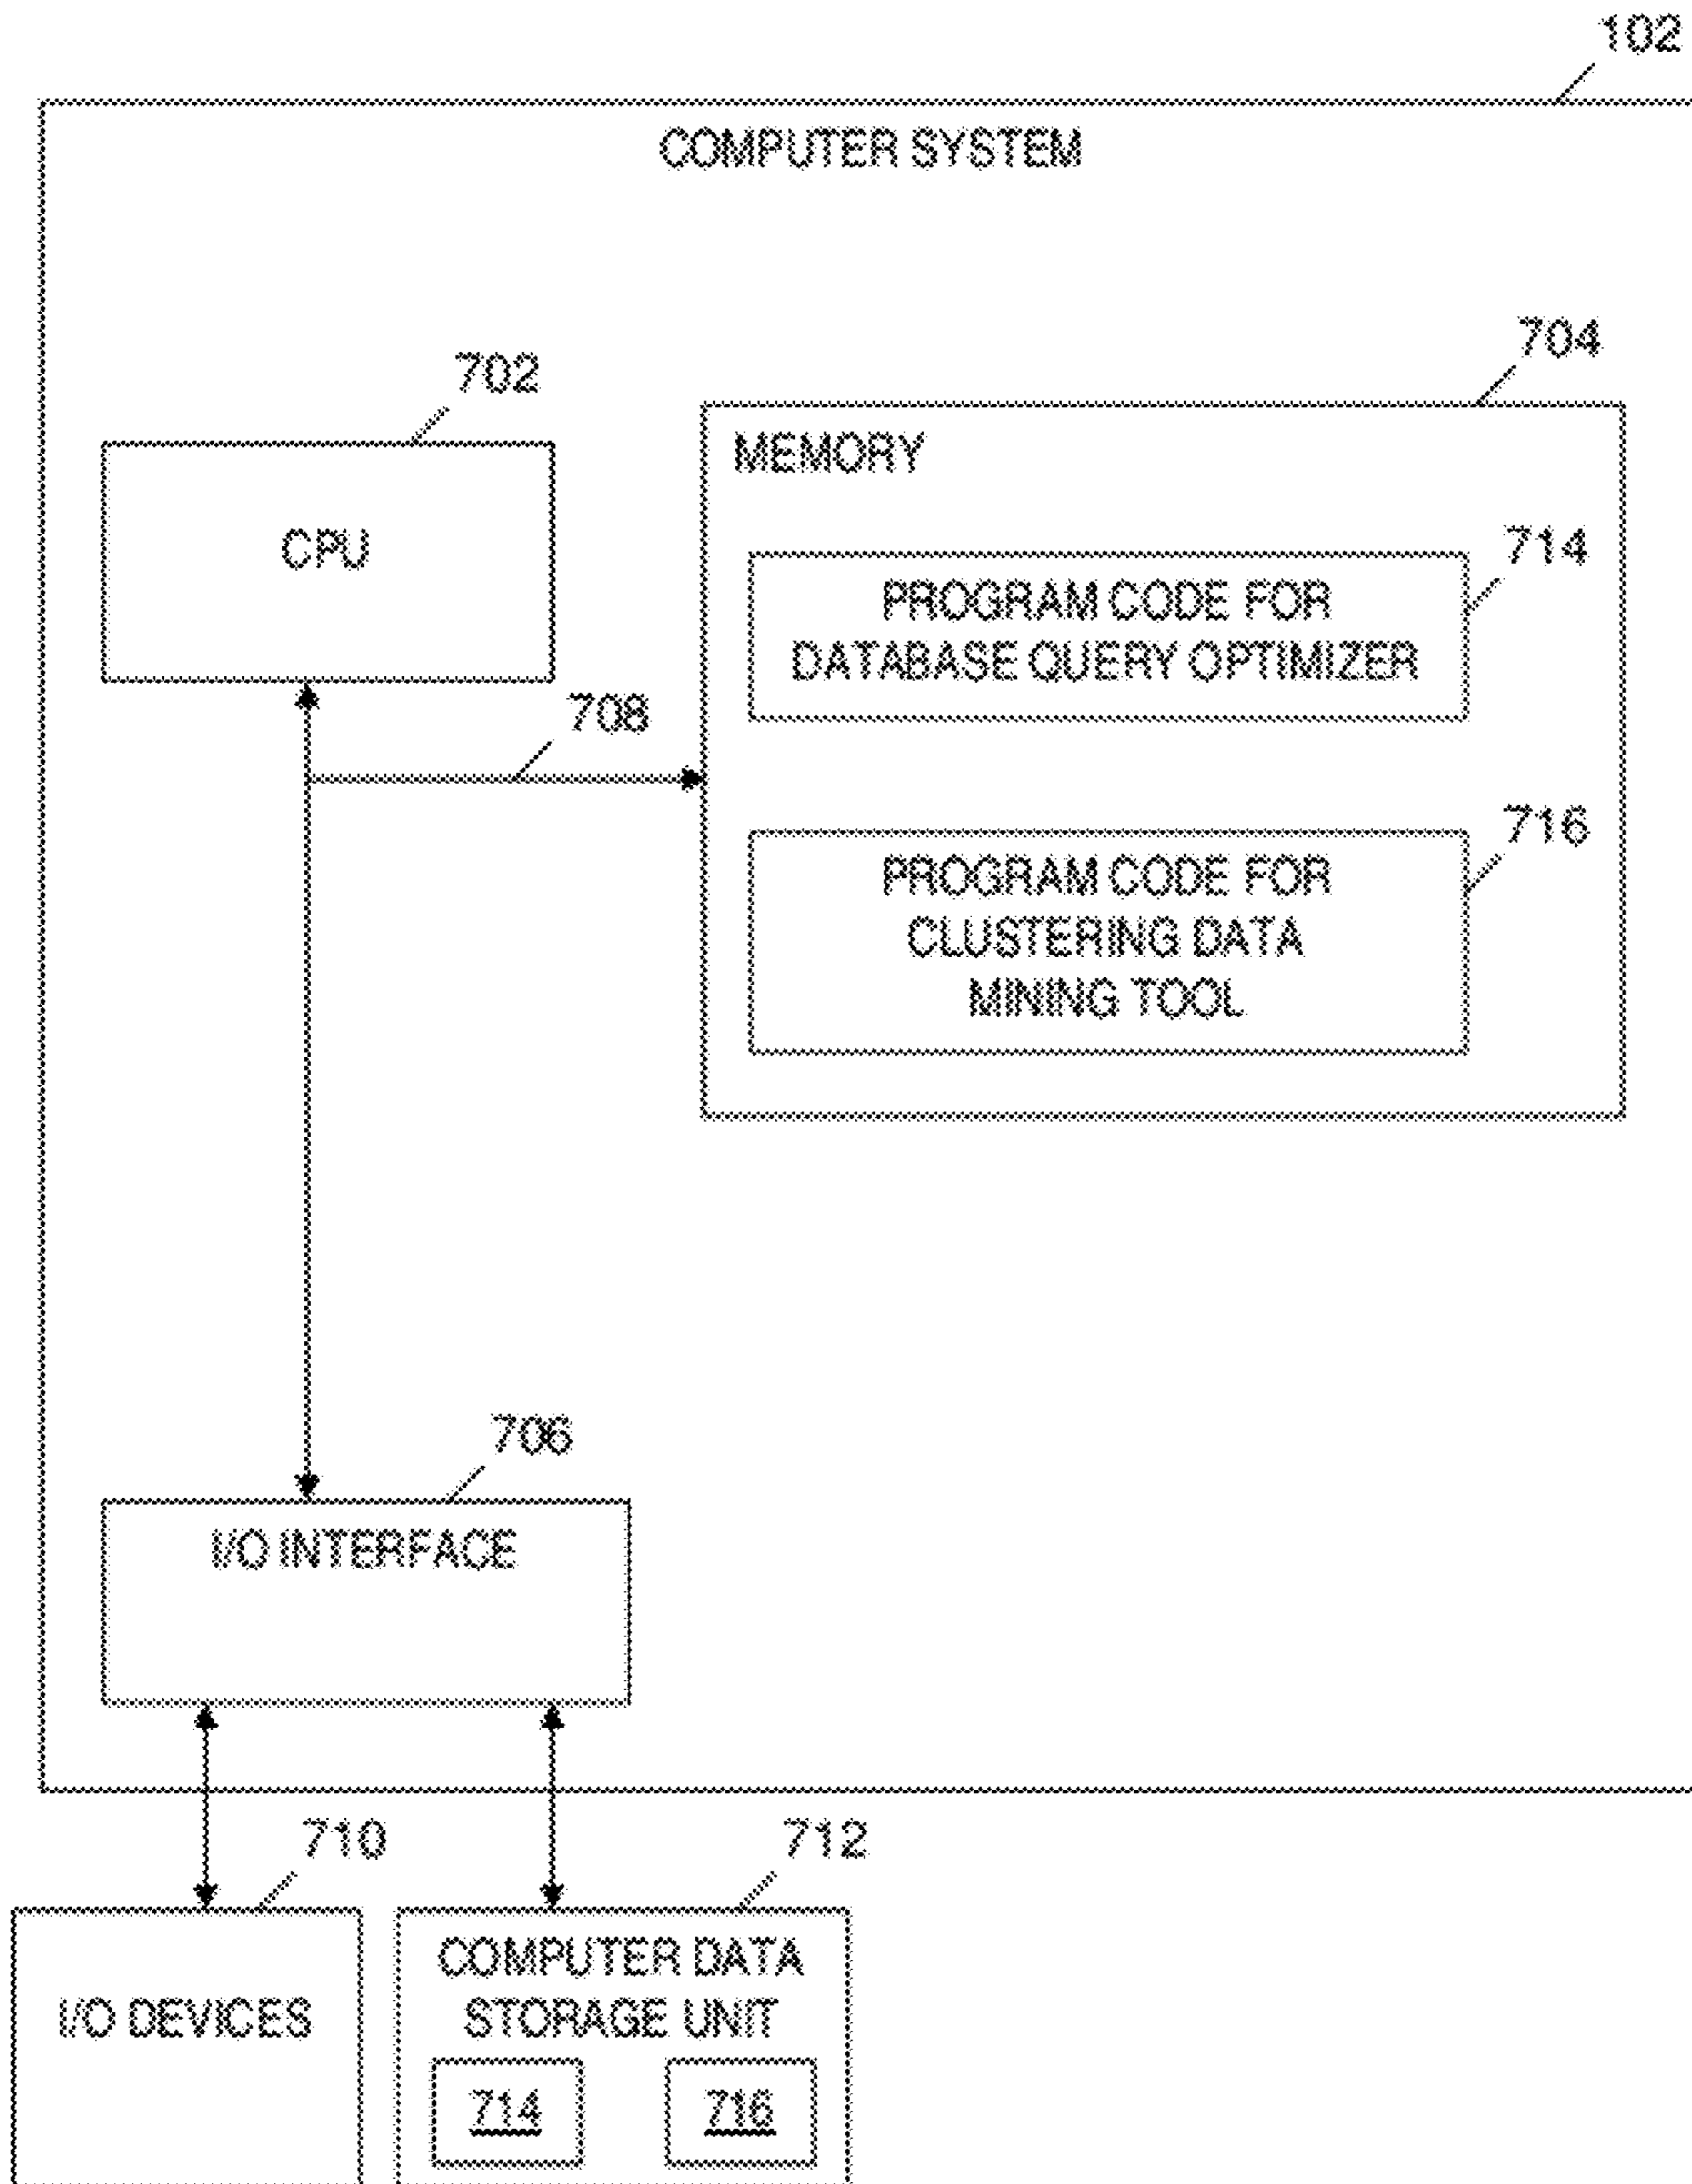 102
COMPUTER SYSTEM
704
702
MEMORY
CPU
714
PROGRAM CODE FOR
DATABASE QUERY OPTIMIZER
708
716
PROGRAM CODE FOR
CLUSTERING DATA
MINING TOOL
706
I/O INTERFACE
710
712
I/O DEVICES
COMPUTER DATA
STORAGE UNIT
714
716